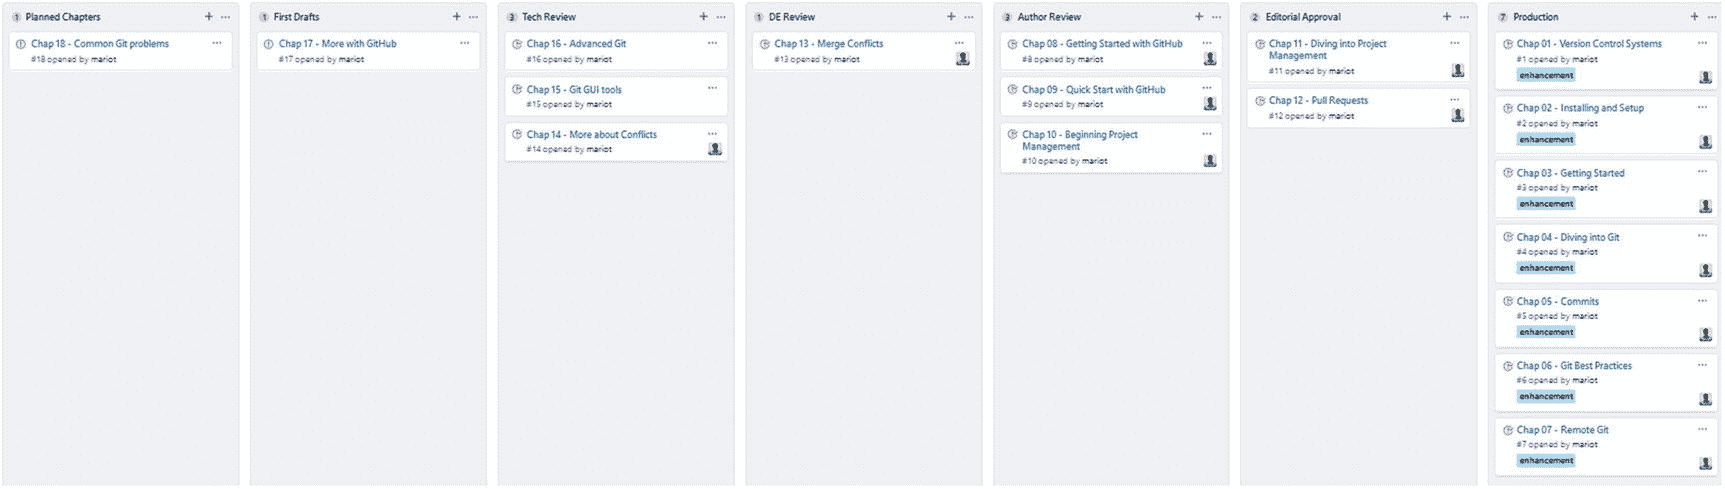 1 Planned Chapters + ...
Chap 18 - Common Git problems ...
#18 opened by mariot
1 First Drafts + ...
Chap 17 - More with GitHub ...
#17 opened by mariot
3 Tech Review + ...
Chap 16 - Advanced Git ...
#16 opened by mariot
Chap 15 - Git GUI tools ...
#15 opened by mariot
Chap 14 - More about Conflicts ...
#14 opened by mariot
1 DE Review + ...
Chap 13 - Merge Conflicts ...
#13 opened by mariot
3 Author Review + ...
Chap 08 - Getting Started with GitHub ...
#8 opened by mariot
Chap 09 - Quick Start with GitHub ...
#9 opened by mariot
Chap 10 - Beginning Project ...
Management
#10 opened by mariot
2 Editorial Approval + ...
Chap 11 - Diving into Project ...
Management
#11 opened by mariot
Chap 12 - Pull Requests ...
#12 opened by mariot
7 Production + ...
Chap 01 - Version Control Systems ...
#1 opened by mariot
enhancement
Chap 02 - Installing and Setup ...
#2 opened by mariot
enhancement
Chap 03 - Getting Started ...
#3 opened by mariot
enhancement
Chap 04 - Diving into Git ...
#4 opened by mariot
enhancement
Chap 05 - Commits ...
#5 opened by mariot
enhancement
Chap 06 - Git Best Practices ...
#6 opened by mariot
enhancement
Chap 07 - Remote Git ...
#7 opened by mariot
enhancement